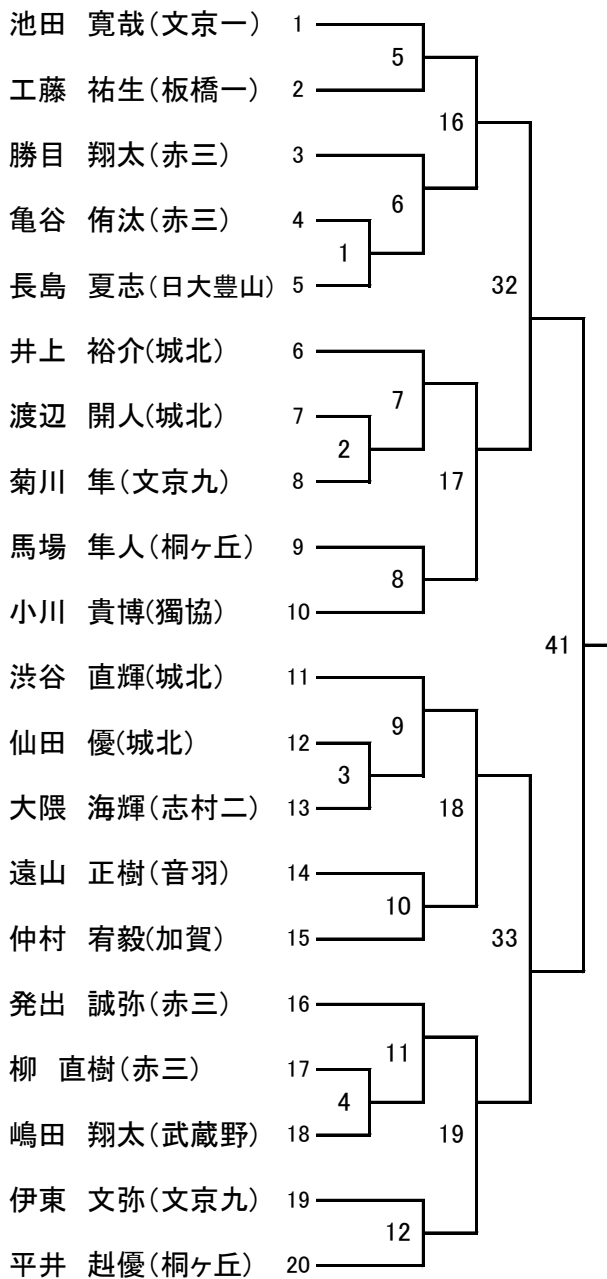 池田 寛哉(文京一) 1
5
工藤 祐生(板橋一) 2
16
勝目 翔太(赤三) 3
6
亀谷 侑汰(赤三) 4
1
長島 夏志(日大豊山) 5
32
井上 裕介(城北) 6
7
渡辺 開人(城北) 7
2
菊川 隼(文京九) 8
17
馬場 隼人(桐ヶ丘) 9
8
小川 貴博(獨協) 10
41
渋谷 直輝(城北) 11
9
仙田 優(城北) 12
3
大隈 海輝(志村二) 13
18
遠山 正樹(音羽) 14
10
仲村 宥毅(加賀) 15
33
発出 誠弥(赤三) 16
11
柳 直樹(赤三) 17
4
嶋田 翔太(武蔵野) 18
19
伊東 文弥(文京九) 19
12
平井 赳優(桐ヶ丘) 20